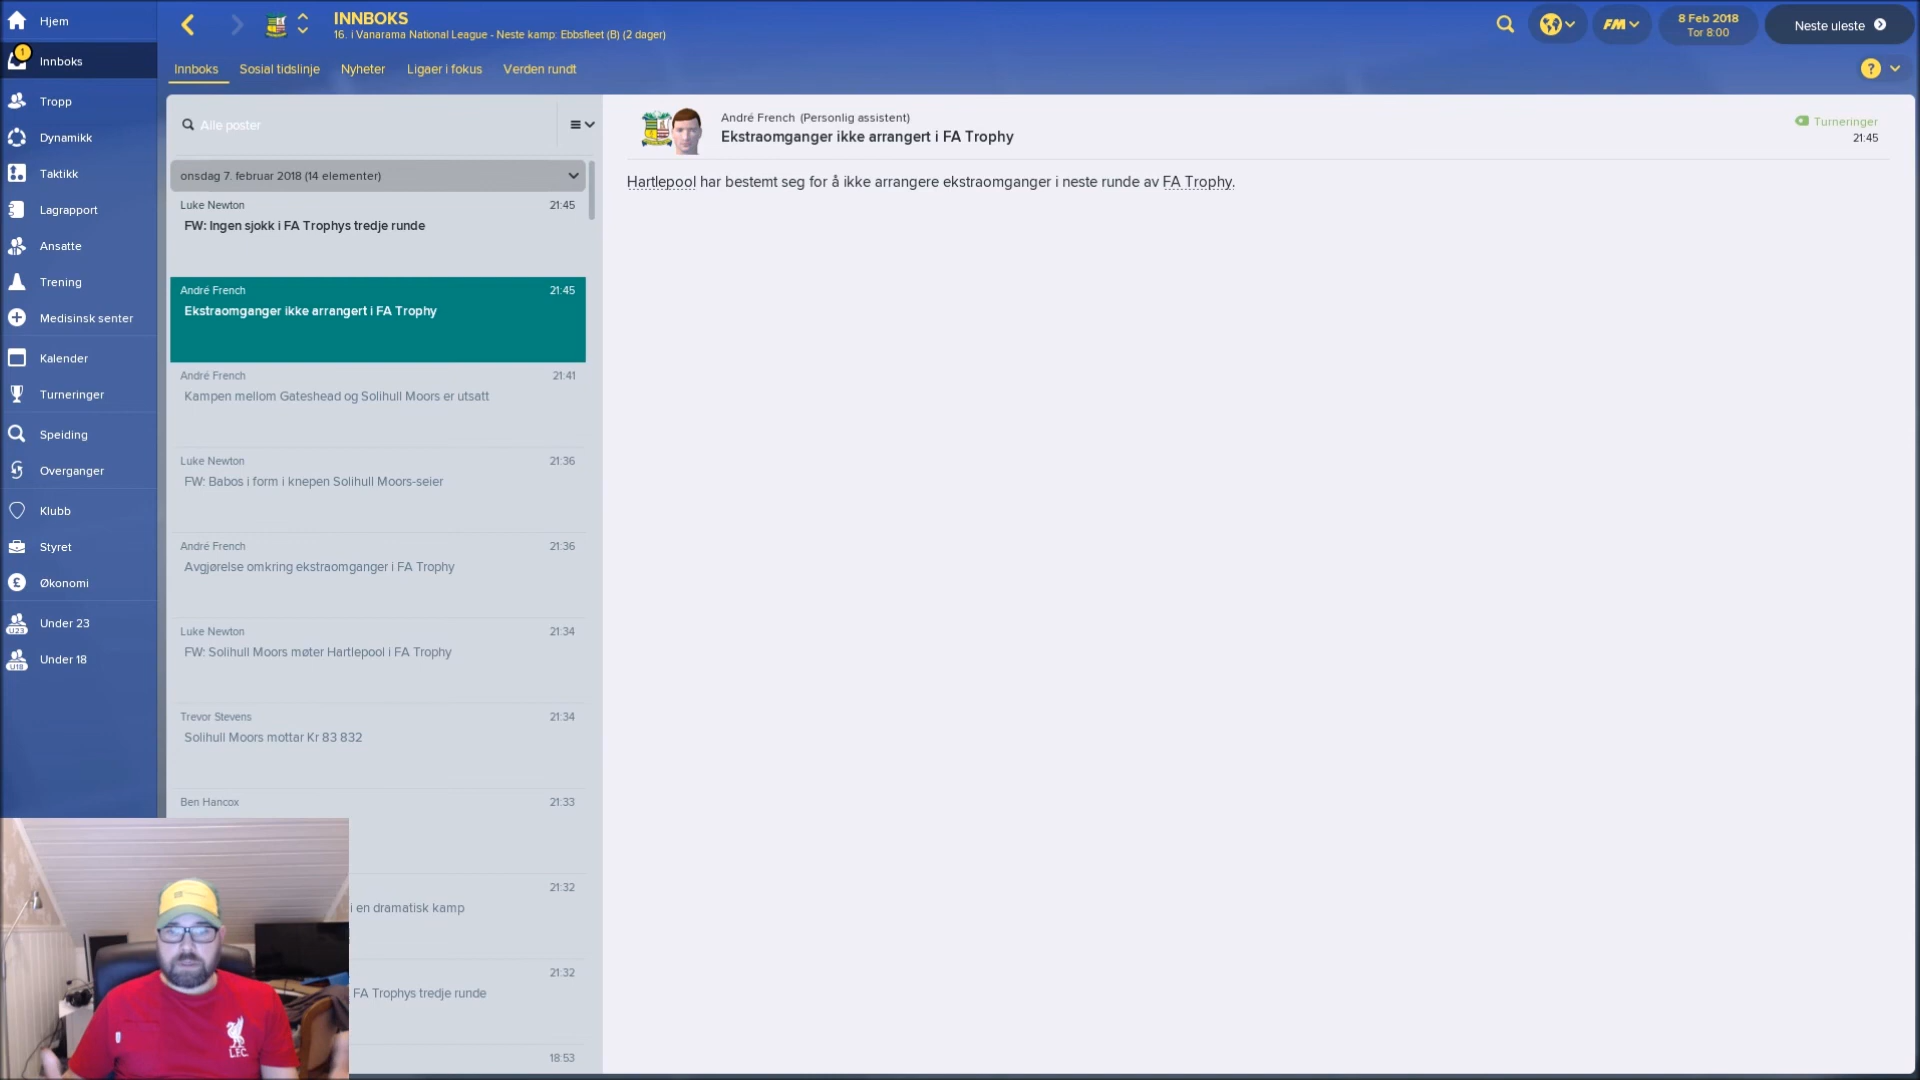 Hjem
1
Innboks
Tropp
Dynamikk
Taktikk
Lagrapport
Ansatte
Trening
Medisinsk senter
Kalender
Turneringer
Speiding
Overganger
Klubb
Styret
Økonomi
U23
Under 23
U18
Under 18
INNBOKS
16. i Vanarama National League - Neste kamp: Ebbsfleet (B) (2 dager)
FM
8 Feb 2018
Tor 8:00
Neste uleste
Innboks
Sosial tidslinje
Nyheter
Ligaer i fokus
Verden rundt
?
Alle poster
onsdag 7. februar 2018 (14 elementer)
Luke Newton 21:45
FW: Ingen sjokk i FA Trophys tredje runde
André French 21:45
Ekstraomganger ikke arrangert i FA Trophy
André French 21:41
Kampen mellom Gateshead og Solihull Moors er utsatt
Luke Newton 21:36
FW: Babos i form i knepen Solihull Moors-seier
André French 21:36
Avgjørelse omkring ekstraomganger i FA Trophy
Luke Newton 21:34
FW: Solihull Moors møter Hartlepool i FA Trophy
Trevor Stevens 21:34
Solihull Moors mottar Kr 83 832
Ben Hancox 21:33
21:32
i en dramatisk kamp
21:32
FA Trophys tredje runde
18:53
André French (Personlig assistent)
Ekstraomganger ikke arrangert i FA Trophy
Turneringer
21:45
Hartlepool har bestemt seg for å ikke arrangere ekstraomganger i neste runde av FA Trophy.
L.F.C.